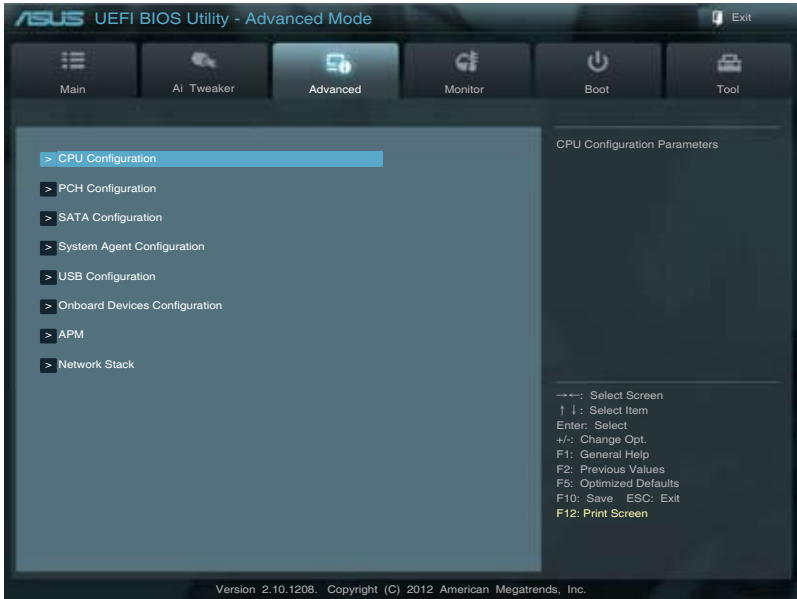 ASUS UEFI BIOS Utility - Advanced Mode
Exit
Main
Ai Tweaker
Advanced
Monitor
Boot
Tool
> CPU Configuration
> PCH Configuration
> SATA Configuration
> System Agent Configuration
> USB Configuration
> Onboard Devices Configuration
> APM
> Network Stack
CPU Configuration Parameters
→←: Select Screen
↑↓: Select Item
Enter: Select
+/-: Change Opt.
F1: General Help
F2: Previous Values
F5: Optimized Defaults
F10: Save ESC: Exit
F12: Print Screen
Version 2.10.1208. Copyright (C) 2012 American Megatrends, Inc.